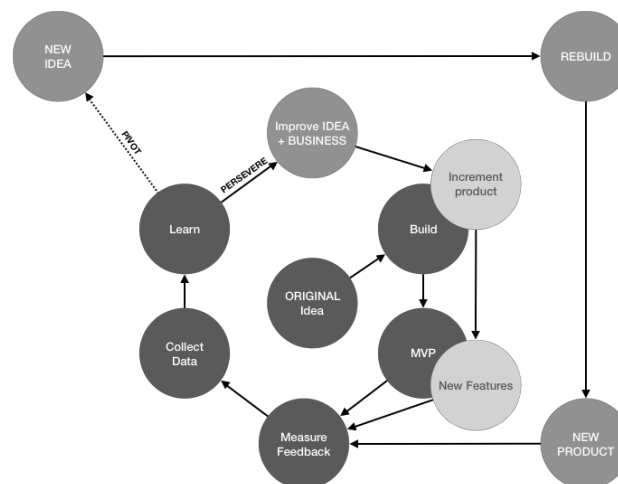 NEW
IDEA
REBUILD
Improve IDEA
+ BUSINESS
PIVOT
PERSEVERE
Increment
product
Learn
Build
ORIGINAL
Idea
Collect
Data
MVP
New Features
Measure
Feedback
NEW
PRODUCT